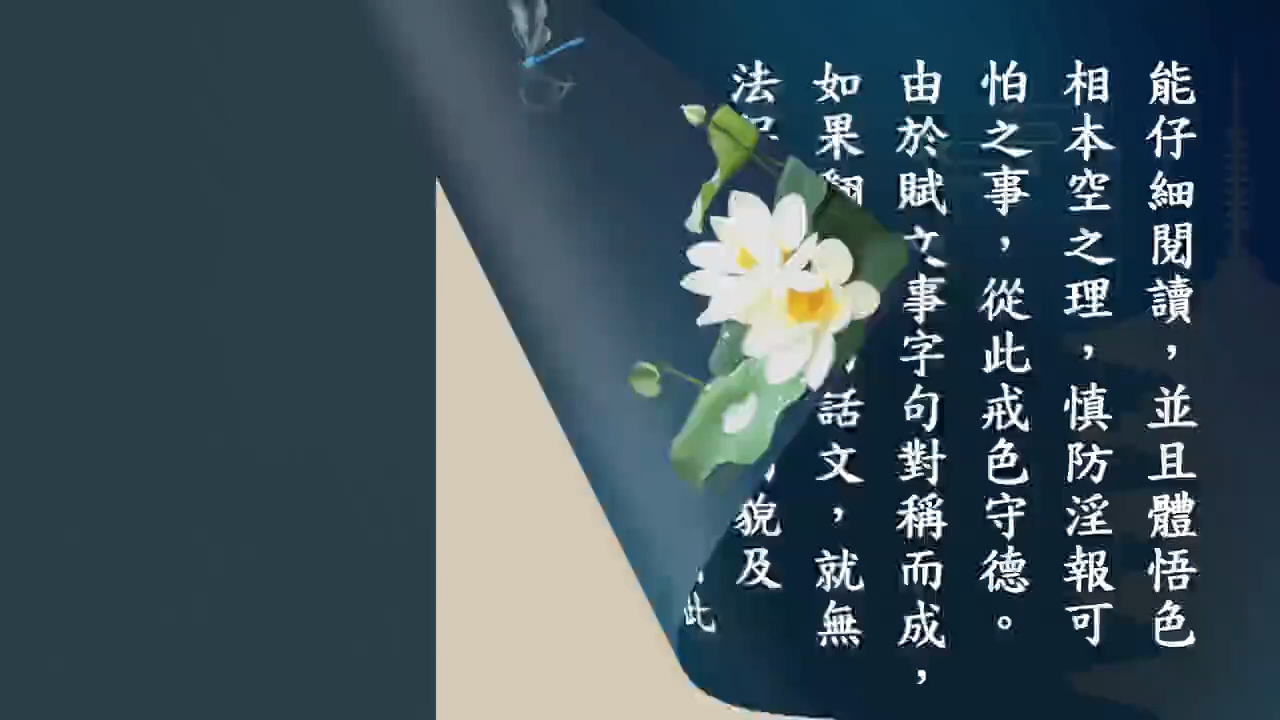 能仔細閱讀，並且體悟色
相本空之理，慎防淫報可
怕之事，從此戒色守德。
由於賦文事字句對稱而成，
如果翻話文，就無
法貌及
此